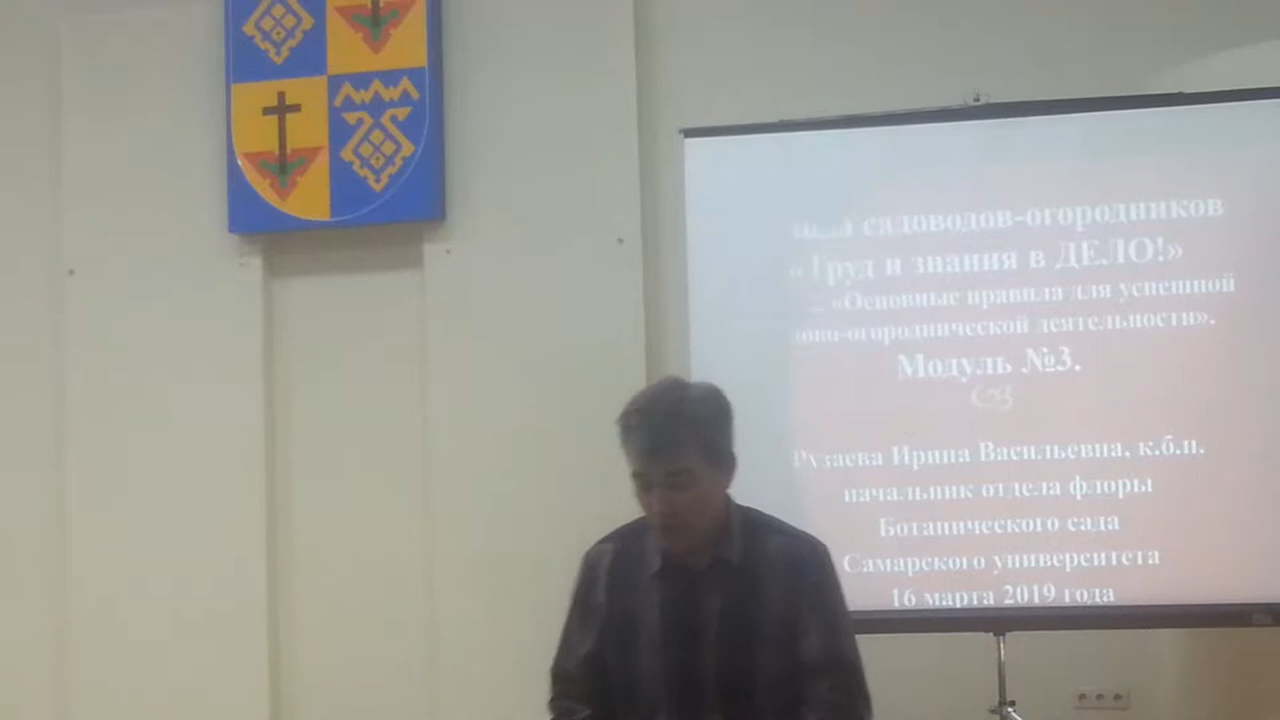 садоводов-огородников
«Труд и знания в ДЕЛО!»
«Основные правила для успешной
огороднической деятельности».
Модуль №3.
Рузаева Ирина Васильевна, к.б.н.
начальник отдела флоры
Ботанического сада
Самарского университета
16 марта 2019 года